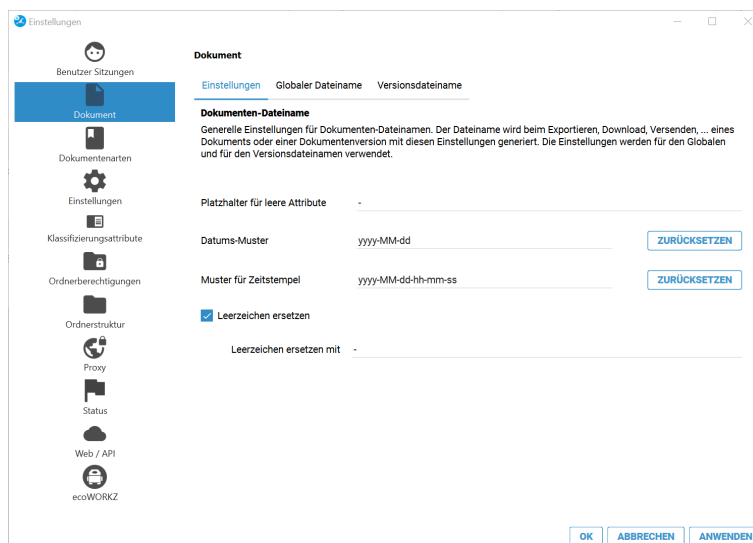 Einstellungen
Benutzer Sitzungen
Dokument
Dokumentenarten
Einstellungen
Klassifizierungsattribute
Ordnerberechtigungen
Ordnerstruktur
Proxy
Status
Web / API
ecoWORKZ
Dokument
Einstellungen Globaler Dateiname Versionsdateiname
Dokumenten-Dateiname
Generelle Einstellungen für Dokumenten-Dateinamen. Der Dateiname wird beim Exportieren, Download, Versenden, ... eines
Dokuments oder einer Dokumentenversion mit diesen Einstellungen generiert. Die Einstellungen werden für den Globalen
und für den Versionsdateinamen verwendet.
Platzhalter für leere Attribute -
Datums-Muster yyyy-MM-dd ZURÜCKSETZEN
Muster für Zeitstempel yyyy-MM-dd-hh-mm-ss ZURÜCKSETZEN
Leerzeichen ersetzen
Leerzeichen ersetzen mit -
OK ABBRECHEN ANWENDEN